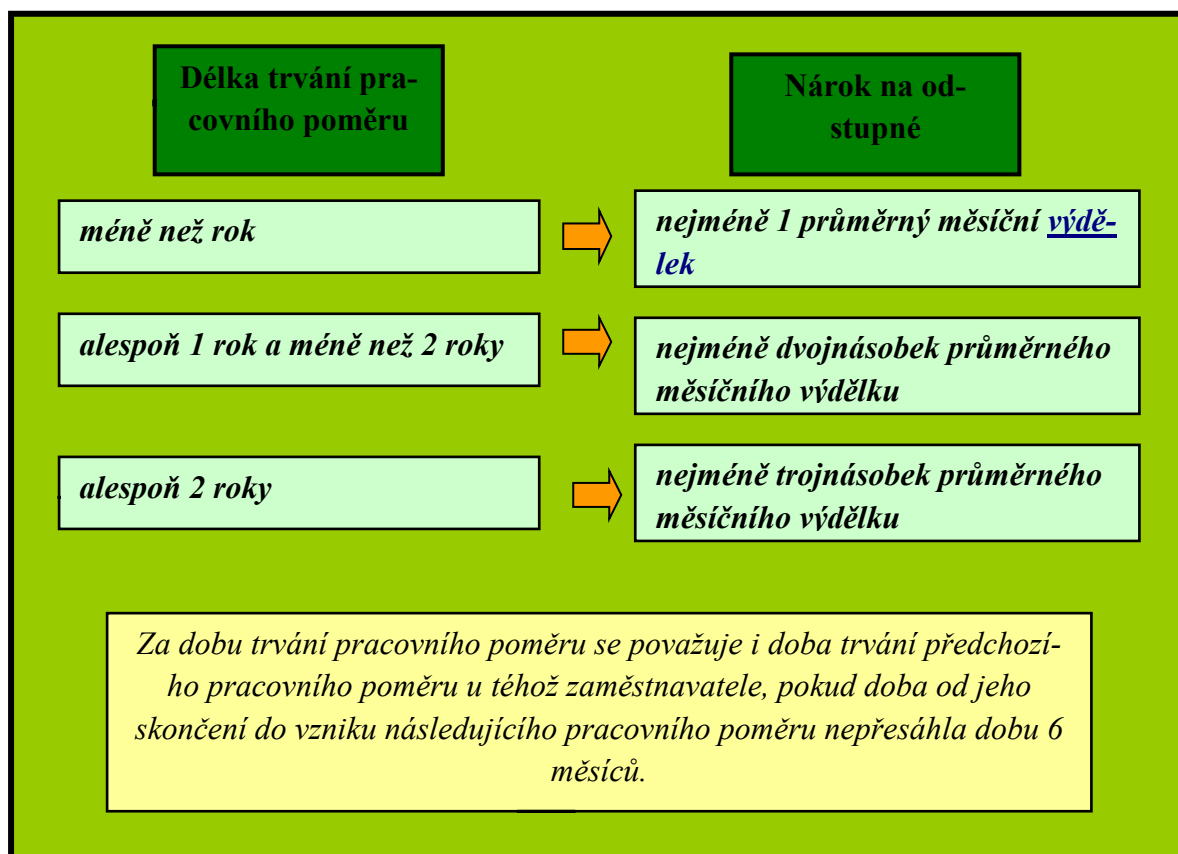 Délka trvání pra-
covního poměru
Nárok na od-
stupné
méně než rok
nejméně 1 průměrný měsíční výdě-
lek
alespoň 1 rok a méně než 2 roky
nejméně dvojnásobek průměrného
měsíčního výdělku
alespoň 2 roky
nejméně trojnásobek průměrného
měsíčního výdělku
Za dobu trvání pracovního poměru se považuje i doba trvání předchozí-
ho pracovního poměru u téhož zaměstnavatele, pokud doba od jeho
skončení do vzniku následujícího pracovního poměru nepřesáhla dobu 6
měsíců.